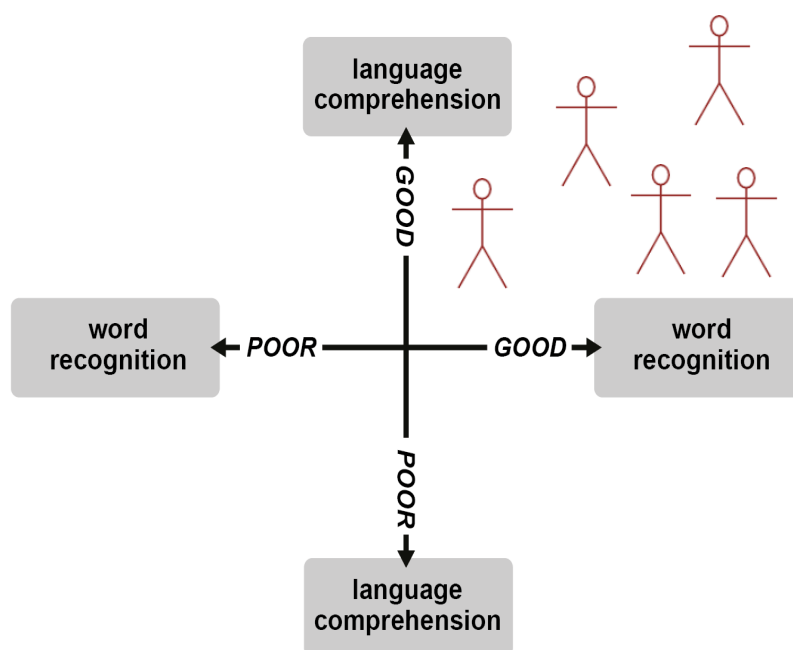 language
comprehension
GOOD
word
recognition
POOR
GOOD
word
recognition
POOR
language
comprehension